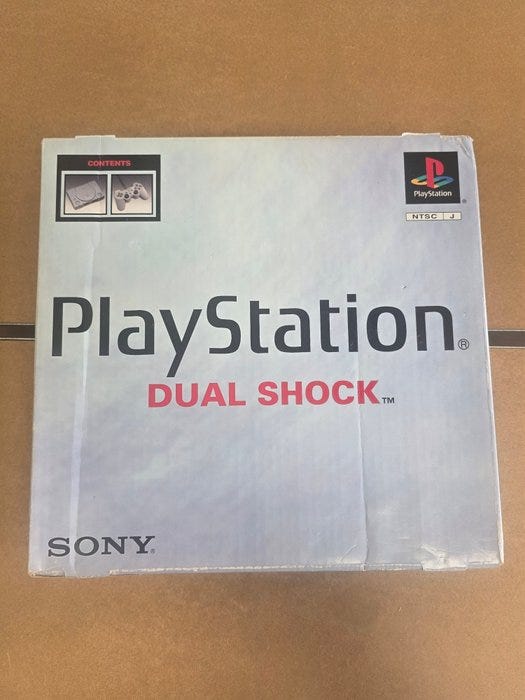 CONTENTS
PlayStation
®
NTSC J
PlayStation®
DUAL SHOCK™
SONY®